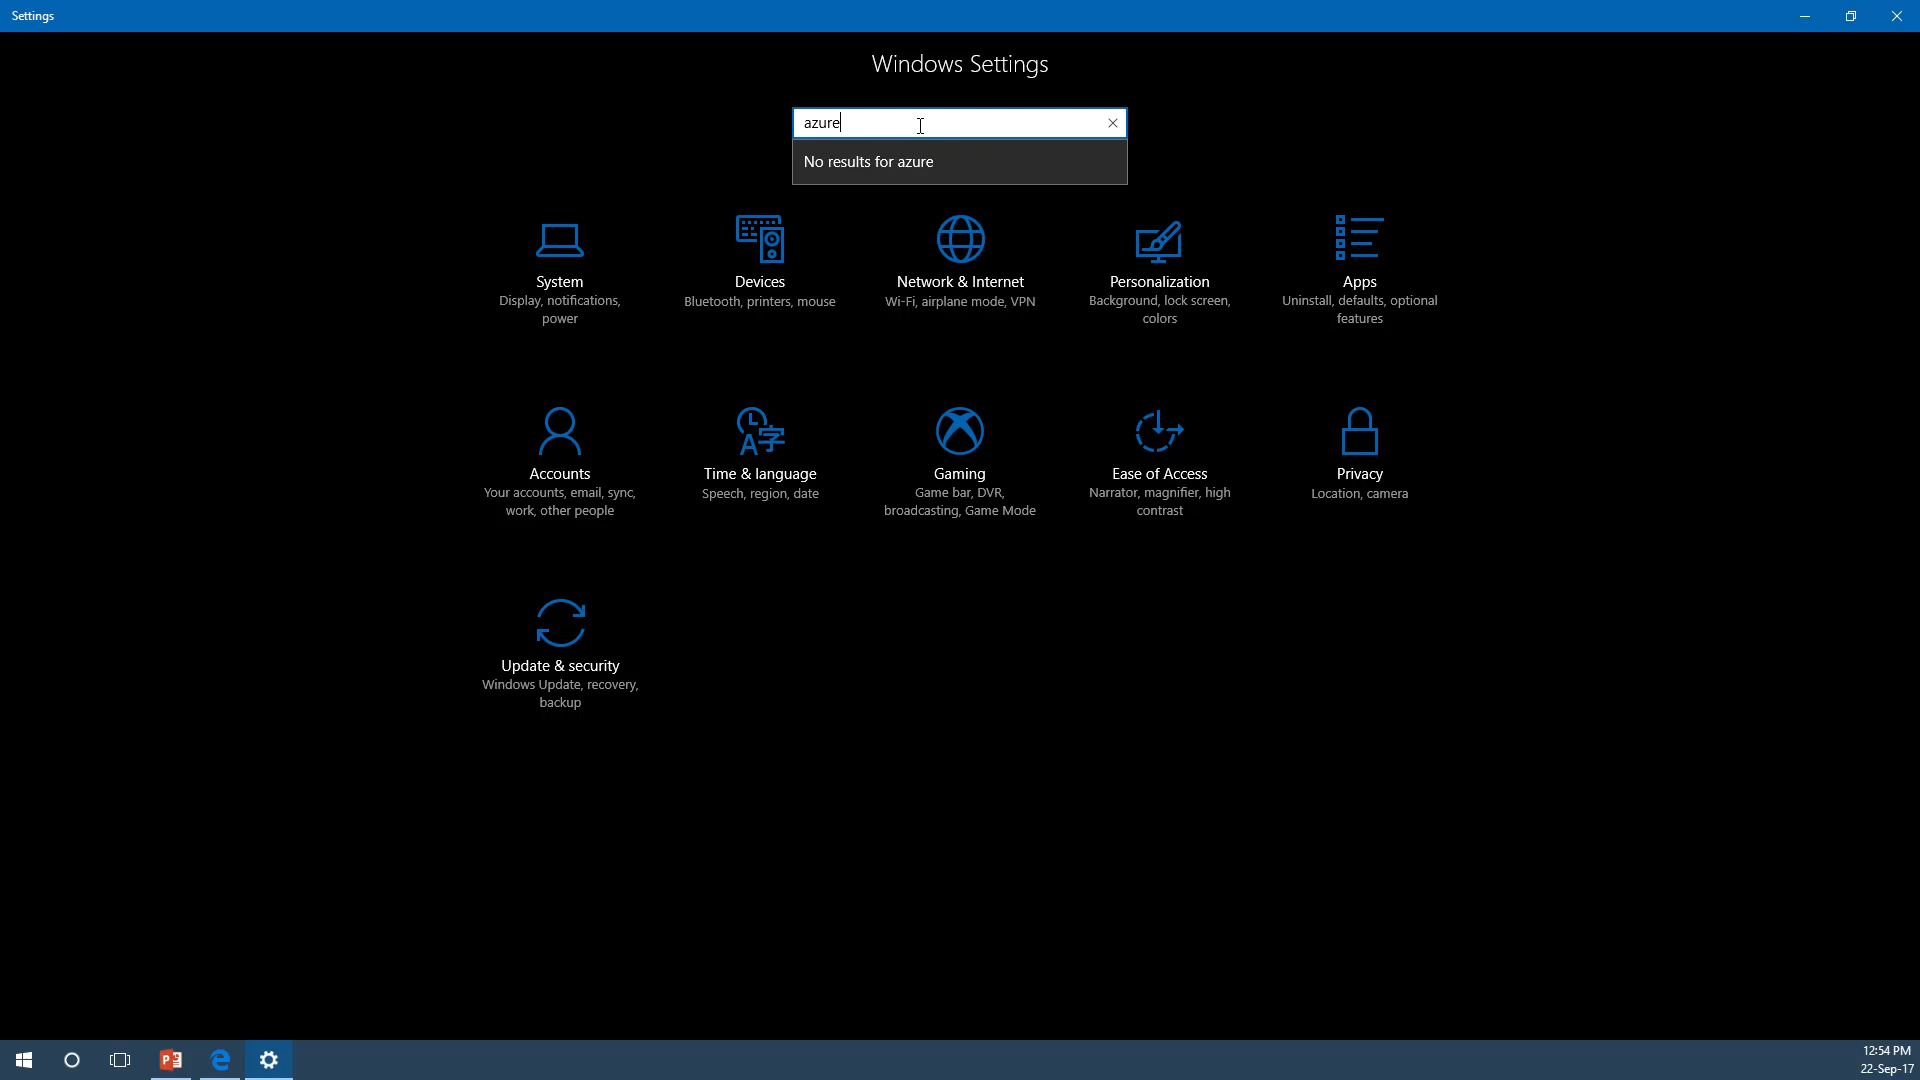 Settings
Windows Settings
azure
No results for azure
System
Display, notifications,
power
Devices
Bluetooth, printers, mouse
Network & Internet
Wi-Fi, airplane mode, VPN
Personalization
Background, lock screen,
colors
Apps
Uninstall, defaults, optional
features
Accounts
Your accounts, email, sync,
work, other people
Time & language
Speech, region, date
Gaming
Game bar, DVR,
broadcasting, Game Mode
Ease of Access
Narrator, magnifier, high
contrast
Privacy
Location, camera
Update & security
Windows Update, recovery,
backup
12:54 PM
22-Sep-17